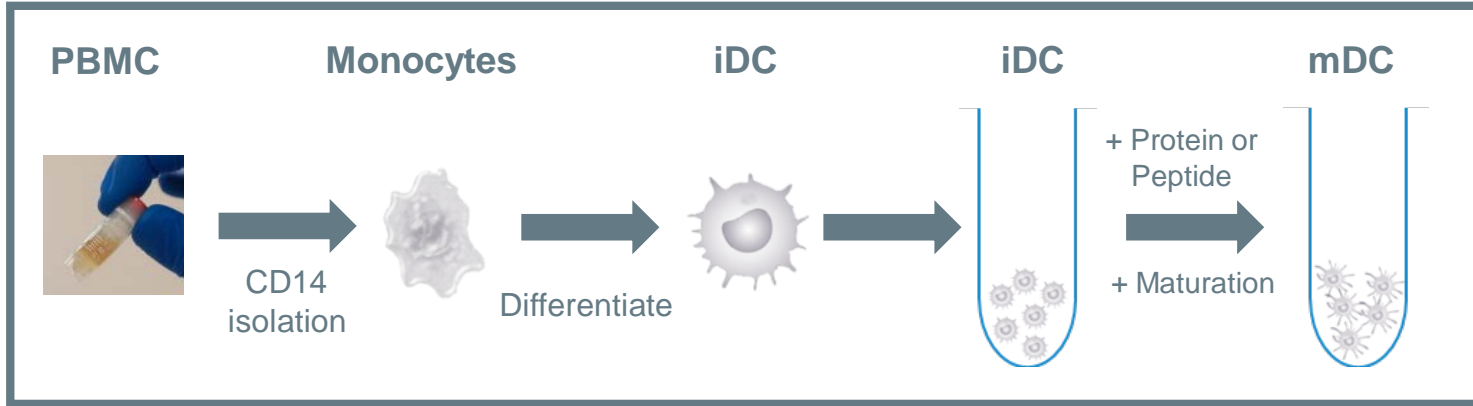 PBMC
Monocytes
iDC
iDC
mDC
CD14
isolation
Differentiate
+ Protein or
Peptide
+ Maturation